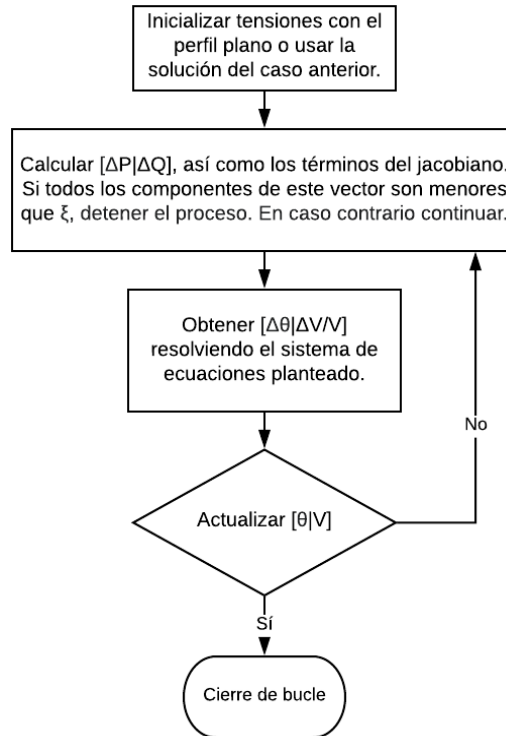 Inicializar tensiones con el
perfil plano o usar la
solución del caso anterior.
Calcular [ΔP|ΔQ], así como los términos del jacobiano.
Si todos los componentes de este vector son menores
que ξ, detener el proceso. En caso contrario continuar.
Obtener [Δθ|ΔV/V]
resolviendo el sistema de
ecuaciones planteado.
No
Actualizar [θ|V]
Sí
Cierre de bucle